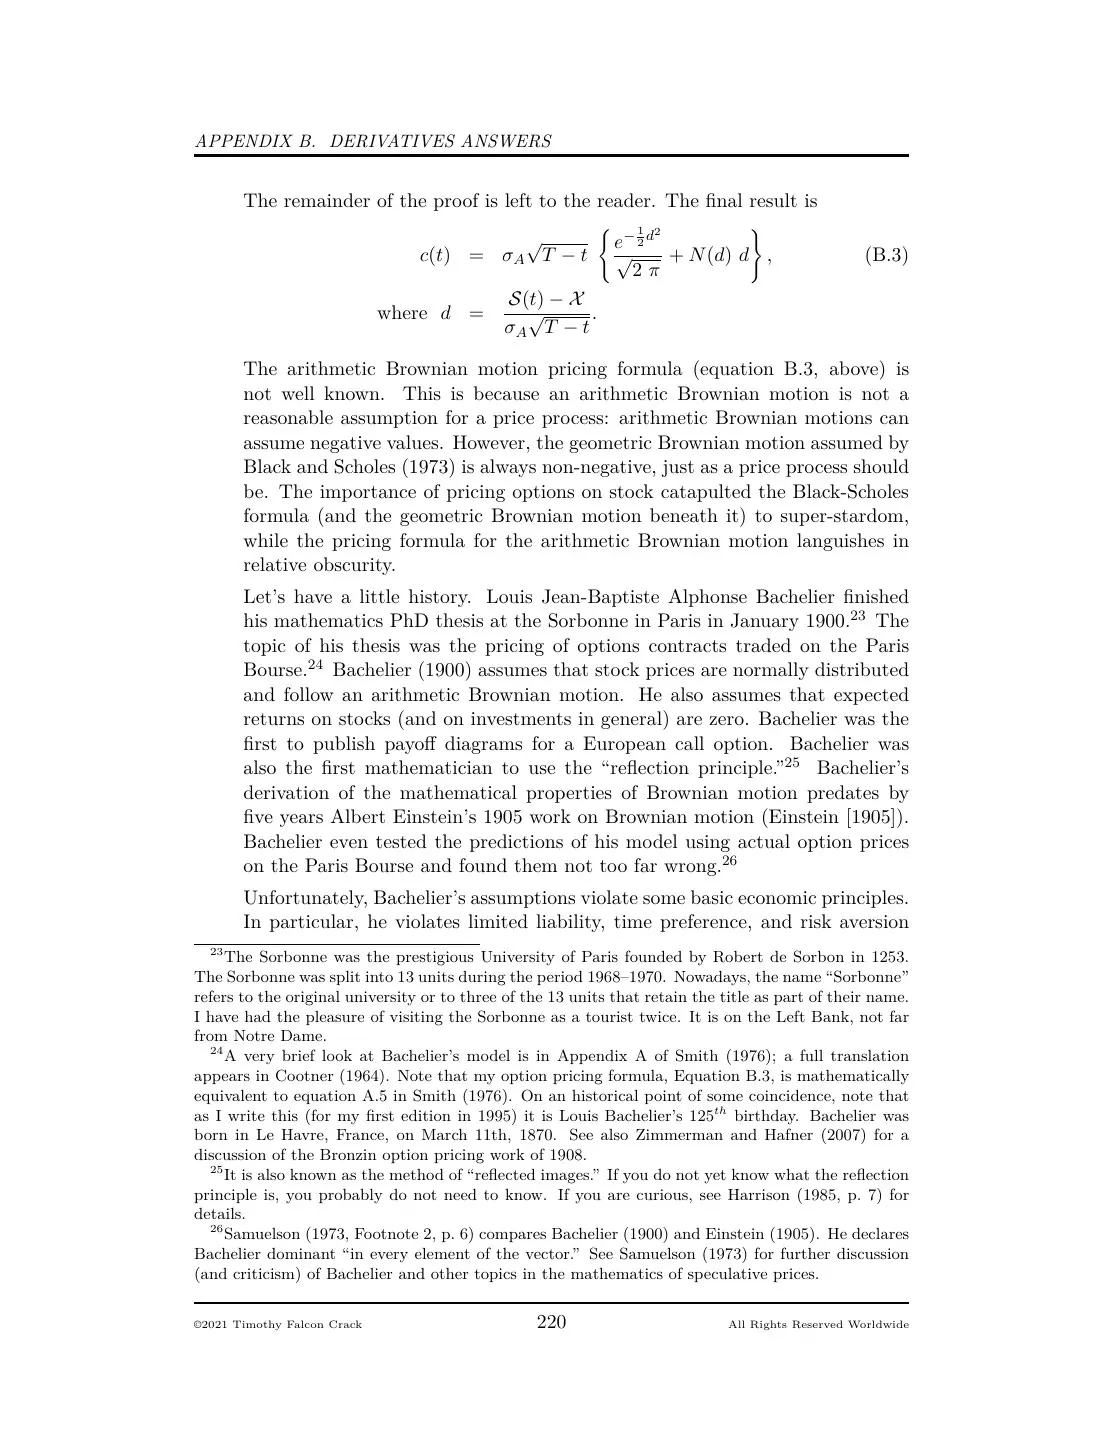 APPENDIX B. DERIVATIVES ANSWERS
The remainder of the proof is left to the reader. The final result is
c(t) = σ_A √(T − t) { e^{−½d²} / √(2 π) + N(d) d } , (B.3)
where d = (𝒮(t) − 𝒳) / (σ_A √(T − t)).
The arithmetic Brownian motion pricing formula (equation B.3, above) is
not well known. This is because an arithmetic Brownian motion is not a
reasonable assumption for a price process: arithmetic Brownian motions can
assume negative values. However, the geometric Brownian motion assumed by
Black and Scholes (1973) is always non-negative, just as a price process should
be. The importance of pricing options on stock catapulted the Black-Scholes
formula (and the geometric Brownian motion beneath it) to super-stardom,
while the pricing formula for the arithmetic Brownian motion languishes in
relative obscurity.
Let's have a little history. Louis Jean-Baptiste Alphonse Bachelier finished
his mathematics PhD thesis at the Sorbonne in Paris in January 1900.²³ The
topic of his thesis was the pricing of options contracts traded on the Paris
Bourse.²⁴ Bachelier (1900) assumes that stock prices are normally distributed
and follow an arithmetic Brownian motion. He also assumes that expected
returns on stocks (and on investments in general) are zero. Bachelier was the
first to publish payoff diagrams for a European call option. Bachelier was
also the first mathematician to use the “reflection principle.”²⁵ Bachelier's
derivation of the mathematical properties of Brownian motion predates by
five years Albert Einstein's 1905 work on Brownian motion (Einstein [1905]).
Bachelier even tested the predictions of his model using actual option prices
on the Paris Bourse and found them not too far wrong.²⁶
Unfortunately, Bachelier's assumptions violate some basic economic principles.
In particular, he violates limited liability, time preference, and risk aversion
²³The Sorbonne was the prestigious University of Paris founded by Robert de Sorbon in 1253.
The Sorbonne was split into 13 units during the period 1968–1970. Nowadays, the name “Sorbonne”
refers to the original university or to three of the 13 units that retain the title as part of their name.
I have had the pleasure of visiting the Sorbonne as a tourist twice. It is on the Left Bank, not far
from Notre Dame.
²⁴A very brief look at Bachelier's model is in Appendix A of Smith (1976); a full translation
appears in Cootner (1964). Note that my option pricing formula, Equation B.3, is mathematically
equivalent to equation A.5 in Smith (1976). On an historical point of some coincidence, note that
as I write this (for my first edition in 1995) it is Louis Bachelier's 125ᵗʰ birthday. Bachelier was
born in Le Havre, France, on March 11th, 1870. See also Zimmerman and Hafner (2007) for a
discussion of the Bronzin option pricing work of 1908.
²⁵It is also known as the method of “reflected images.” If you do not yet know what the reflection
principle is, you probably do not need to know. If you are curious, see Harrison (1985, p. 7) for
details.
²⁶Samuelson (1973, Footnote 2, p. 6) compares Bachelier (1900) and Einstein (1905). He declares
Bachelier dominant “in every element of the vector.” See Samuelson (1973) for further discussion
(and criticism) of Bachelier and other topics in the mathematics of speculative prices.
©2021 Timothy Falcon Crack 220 All Rights Reserved Worldwide